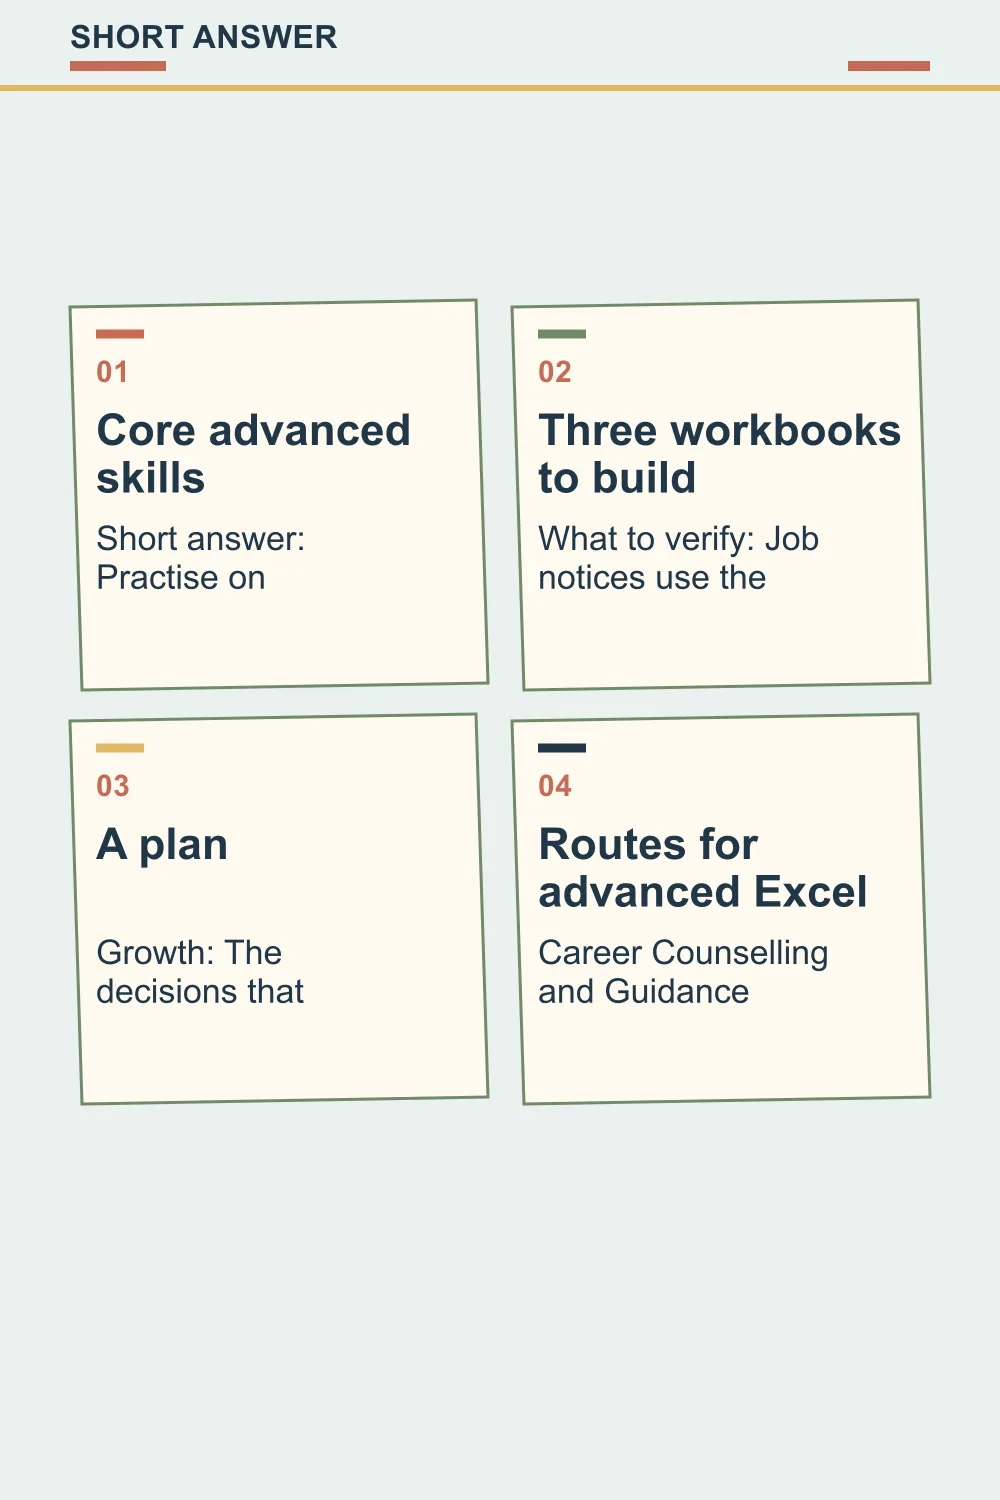 SHORT ANSWER
01
Core advanced
skills
Short answer:
Practise on
02
Three workbooks
to build
What to verify: Job
notices use the
03
A plan
Growth: The
decisions that
04
Routes for
advanced Excel
Career Counselling
and Guidance